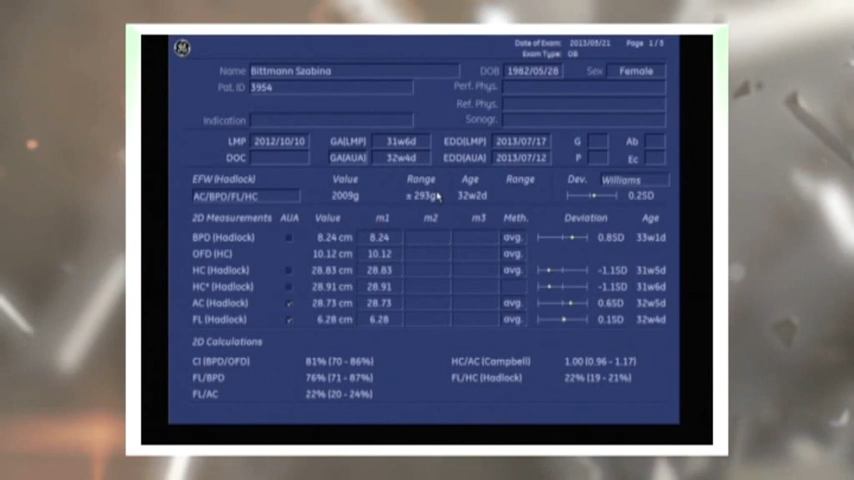 Date of Exam: 2013/05/21 Page 1/5
Exam Type: OB
Name Bittmann Szabina DOB 1982/05/28 Sex Female
Pat. ID 3954 Perf. Phys.
Ref. Phys.
Indication Sonogr.
LMP 2012/10/10 GA(LMP) 31w6d EDD(LMP) 2013/07/17 G Ab
DOC GA(AUA) 32w4d EDD(AUA) 2013/07/12 P Ec
EFW (Hadlock) Value Range Age Range Dev. Williams
AC/BPD/FL/HC 2009g ± 293g 32w2d 0.2SD
2D Measurements AUA Value m1 m2 m3 Meth. Deviation Age
BPD (Hadlock) 8.24 cm 8.24 avg. 0.8SD 33w1d
OFD (HC) 10.12 cm 10.12 avg.
HC (Hadlock) 28.83 cm 28.83 avg. -1.1SD 31w5d
HC* (Hadlock) 28.91 cm 28.91 -1.1SD 31w6d
AC (Hadlock) 28.73 cm 28.73 avg. 0.6SD 32w5d
FL (Hadlock) 6.28 cm 6.28 avg. 0.1SD 32w4d
2D Calculations
CI (BPD/OFD) 81% (70 - 86%) HC/AC (Campbell) 1.00 (0.96 - 1.17)
FL/BPD 76% (71 - 87%) FL/HC (Hadlock) 22% (19 - 21%)
FL/AC 22% (20 - 24%)